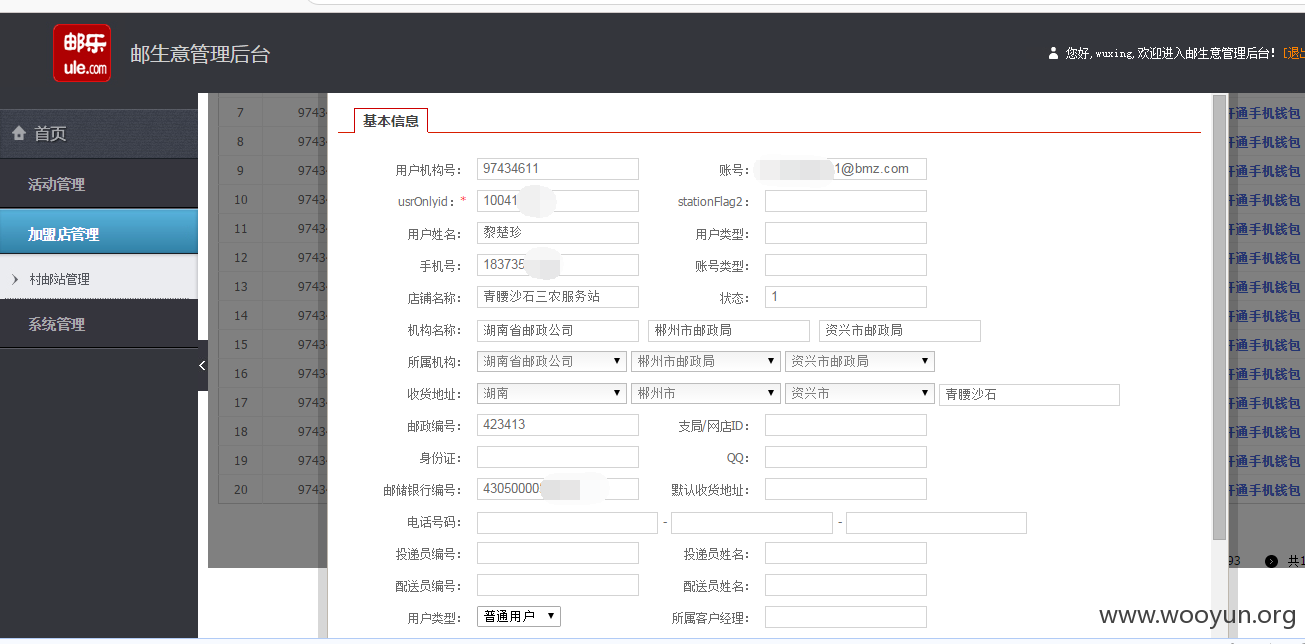 邮乐
ule.com
邮生意管理后台
您好, wuxing, 欢迎进入邮生意管理后台! [退出
首页
活动管理
加盟店管理
村邮站管理
系统管理
7 9743
8 9743
9 9743
10 9743
11 9743
12 9743
13 9743
14 9743
15 9743
16 9743
17 9743
18 9743
19 9743
20 9743
基本信息
用户机构号: 97434611 账号: 1@bmz.com
usrOnlyid: * 10041 stationFlag2:
用户姓名: 黎楚珍 用户类型:
手机号: 183735 账号类型:
店铺名称: 青腰沙石三农服务站 状态: 1
机构名称: 湖南省邮政公司 郴州市邮政局 资兴市邮政局
所属机构: 湖南省邮政公司 郴州市邮政局 资兴市邮政局
收货地址: 湖南 郴州市 资兴市 青腰沙石
邮政编号: 423413 支局/网店ID:
身份证: QQ:
邮储银行编号: 43050000 默认收货地址:
电话号码: - -
投递员编号: 投递员姓名:
配送员编号: 配送员姓名:
用户类型: 普通用户 所属客户经理:
开通手机钱包
开通手机钱包
开通手机钱包
开通手机钱包
开通手机钱包
开通手机钱包
开通手机钱包
开通手机钱包
开通手机钱包
开通手机钱包
开通手机钱包
开通手机钱包
开通手机钱包
开通手机钱包
93 共1
www.wooyun.org